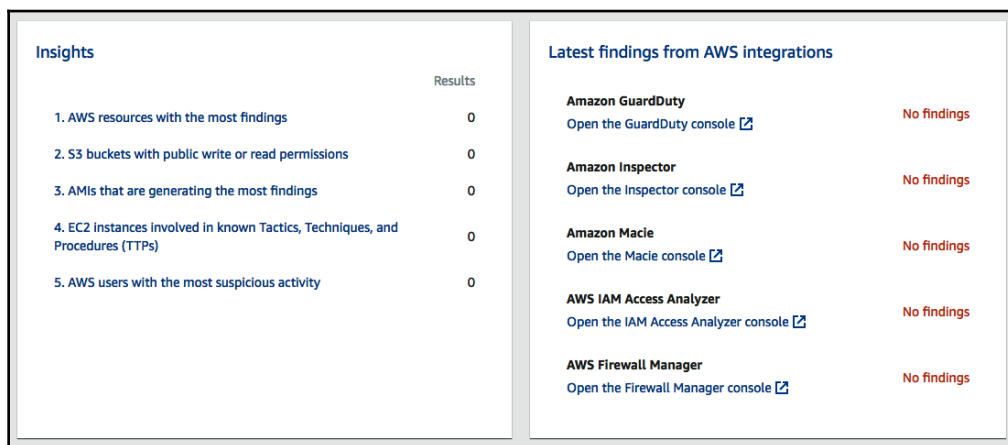 Insights
Results
1. AWS resources with the most findings 0
2. S3 buckets with public write or read permissions 0
3. AMIs that are generating the most findings 0
4. EC2 instances involved in known Tactics, Techniques, and
Procedures (TTPs) 0
5. AWS users with the most suspicious activity 0
Latest findings from AWS integrations
Amazon GuardDuty
Open the GuardDuty console
No findings
Amazon Inspector
Open the Inspector console
No findings
Amazon Macie
Open the Macie console
No findings
AWS IAM Access Analyzer
Open the IAM Access Analyzer console
No findings
AWS Firewall Manager
Open the Firewall Manager console
No findings